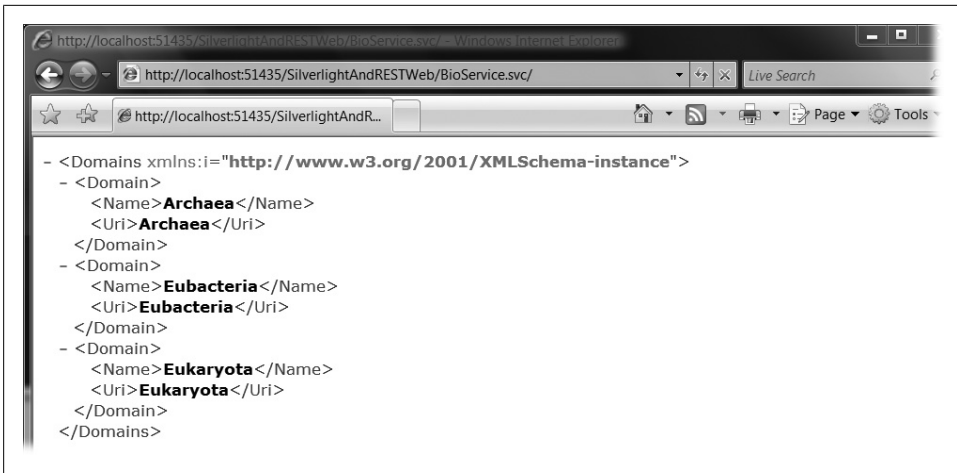 http://localhost:51435/SilverlightAndRESTWeb/BioService.svc/ - Windows Internet Explorer
http://localhost:51435/SilverlightAndRESTWeb/BioService.svc/ Live Search
http://localhost:51435/SilverlightAndR... Page Tools
- <Domains xmlns:i="http://www.w3.org/2001/XMLSchema-instance">
- <Domain>
<Name>Archaea</Name>
<Uri>Archaea</Uri>
</Domain>
- <Domain>
<Name>Eubacteria</Name>
<Uri>Eubacteria</Uri>
</Domain>
- <Domain>
<Name>Eukaryota</Name>
<Uri>Eukaryota</Uri>
</Domain>
</Domains>